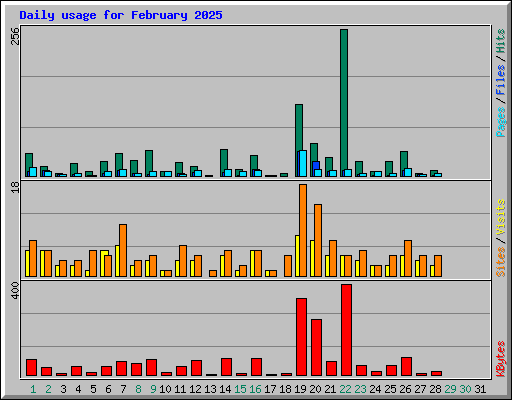 Daily usage for February 2025
256
Pages / Files / Hits
18
Sites / Visits
400
KBytes
1 2 3 4 5 6 7 8 9 10 11 12 13 14 15 16 17 18 19 20 21 22 23 24 25 26 27 28 29 30 31